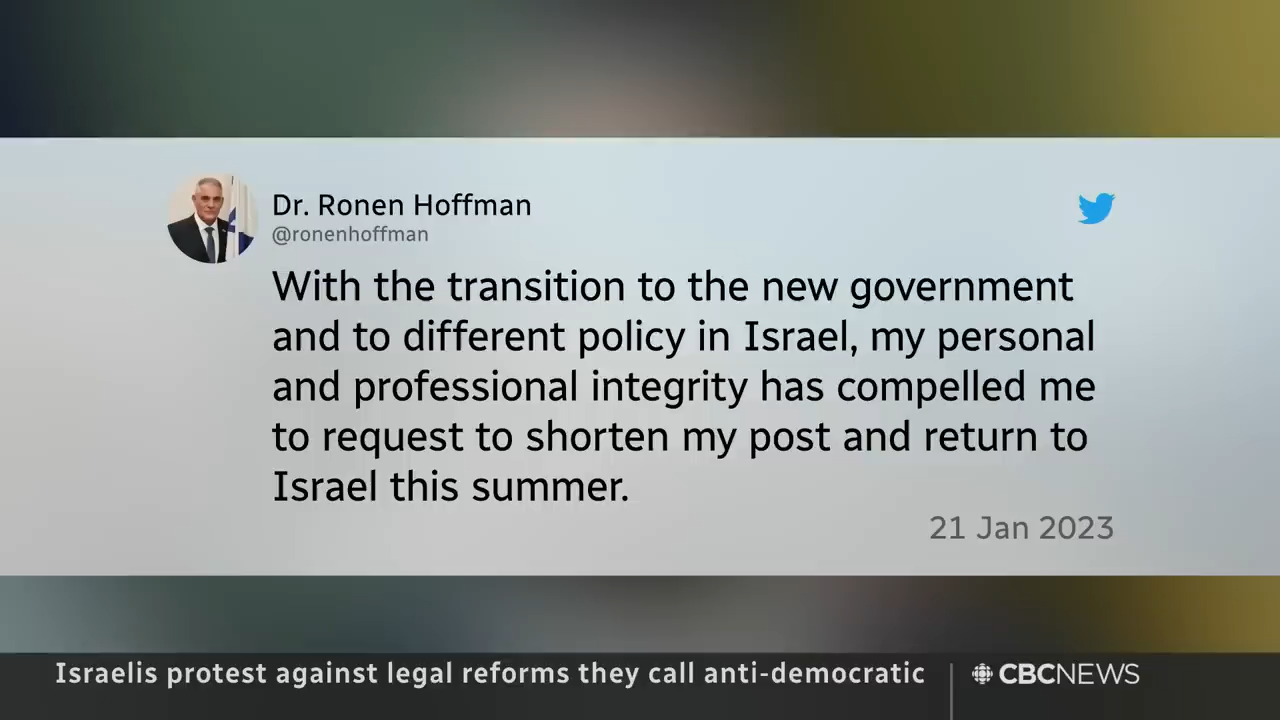 Dr. Ronen Hoffman
@ronenhoffman
With the transition to the new government
and to different policy in Israel, my personal
and professional integrity has compelled me
to request to shorten my post and return to
Israel this summer.
21 Jan 2023
Israelis protest against legal reforms they call anti-democratic
CBCNEWS